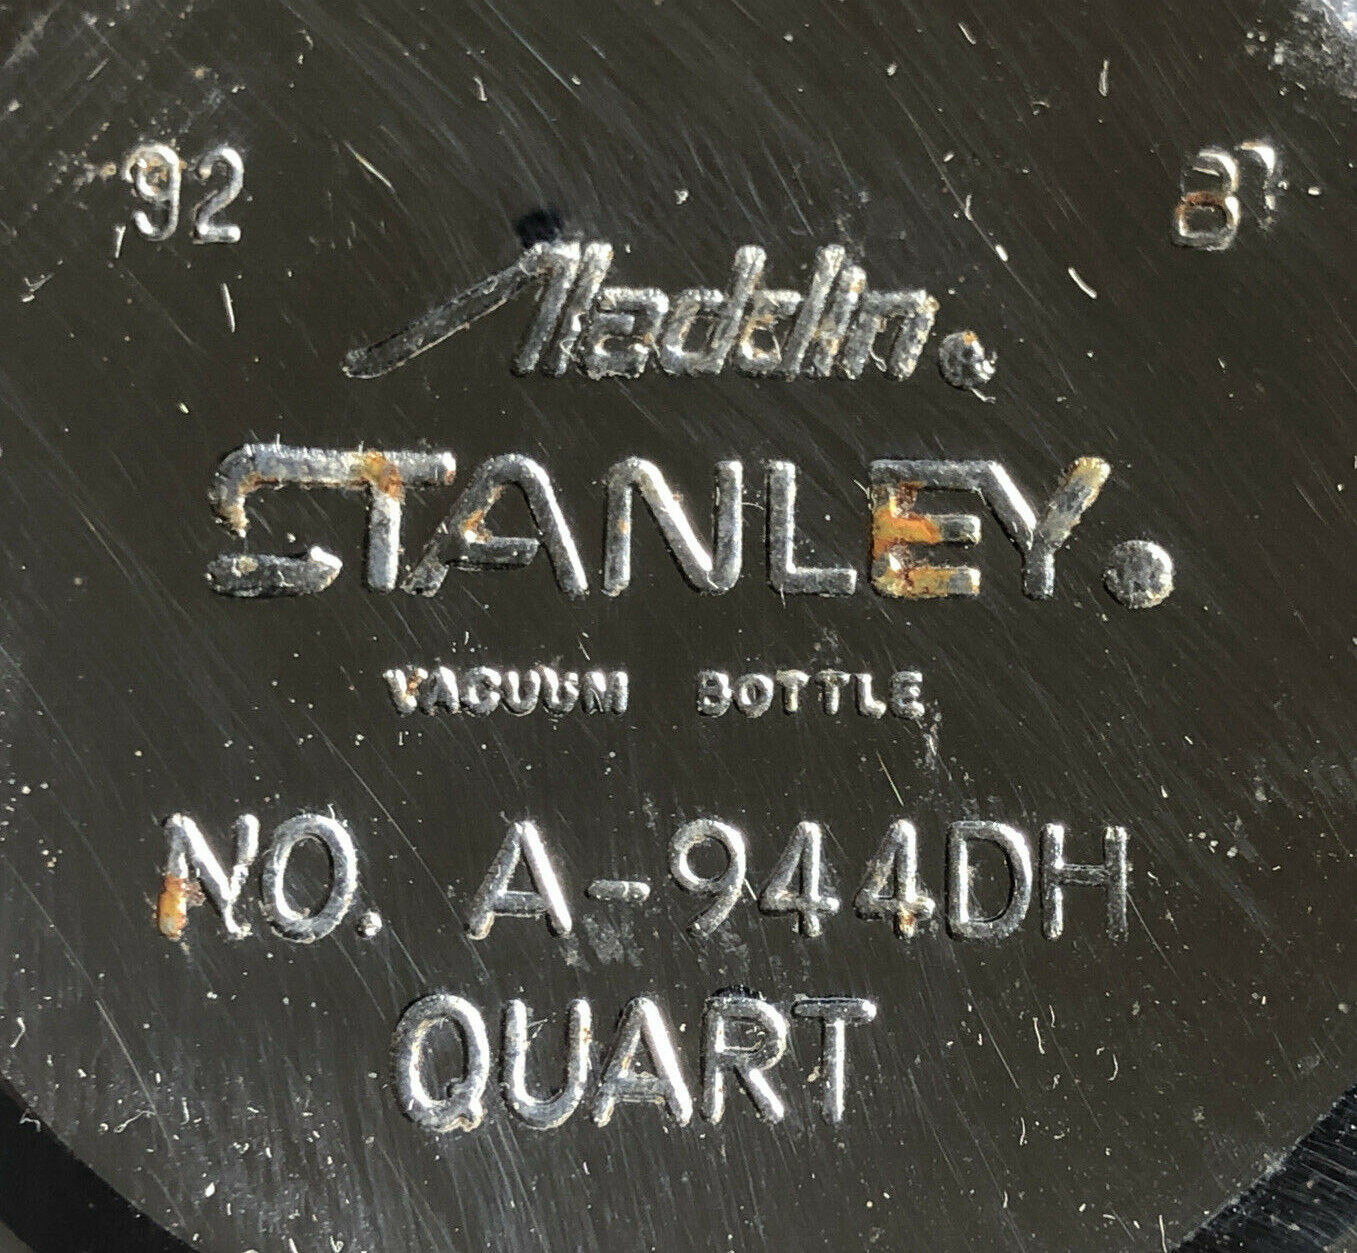 92 87
Aladdin.
STANLEY.
VACUUM BOTTLE
NO. A-944DH
QUART